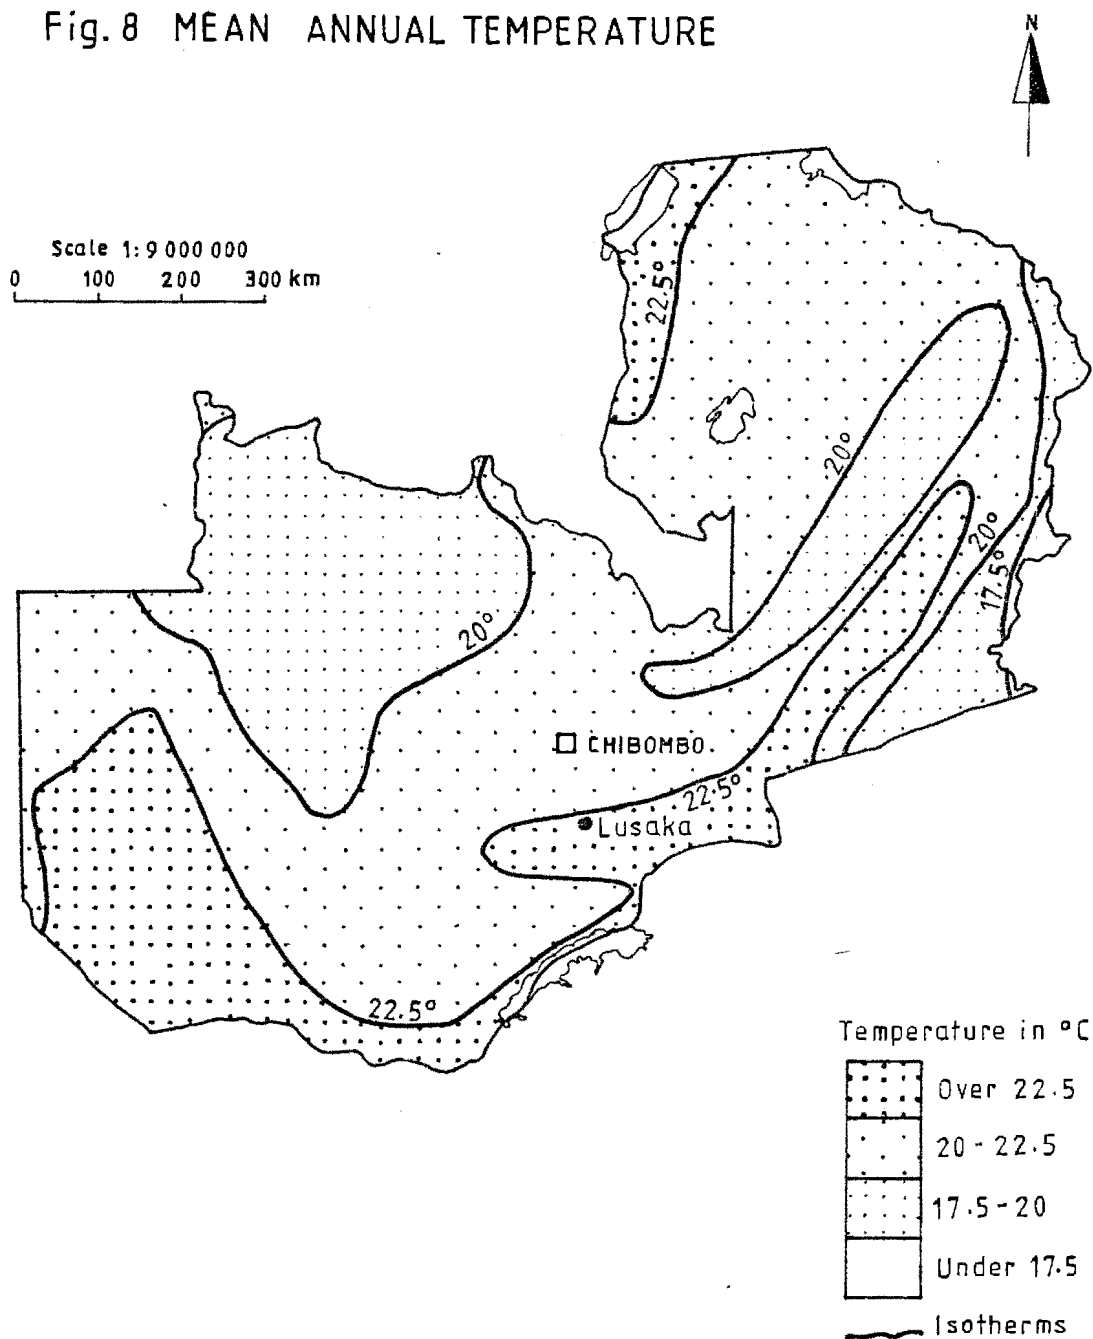 Fig. 8 MEAN ANNUAL TEMPERATURE
N
Scale 1:9 000 000
0 100 200 300 km
22.5°
20°
20°
17.5°
20°
CHIBOMBO.
22.5°
Lusaka
22.5°
Temperature in °C
Over 22.5
20-22.5
17.5-20
Under 17.5
Isotherms